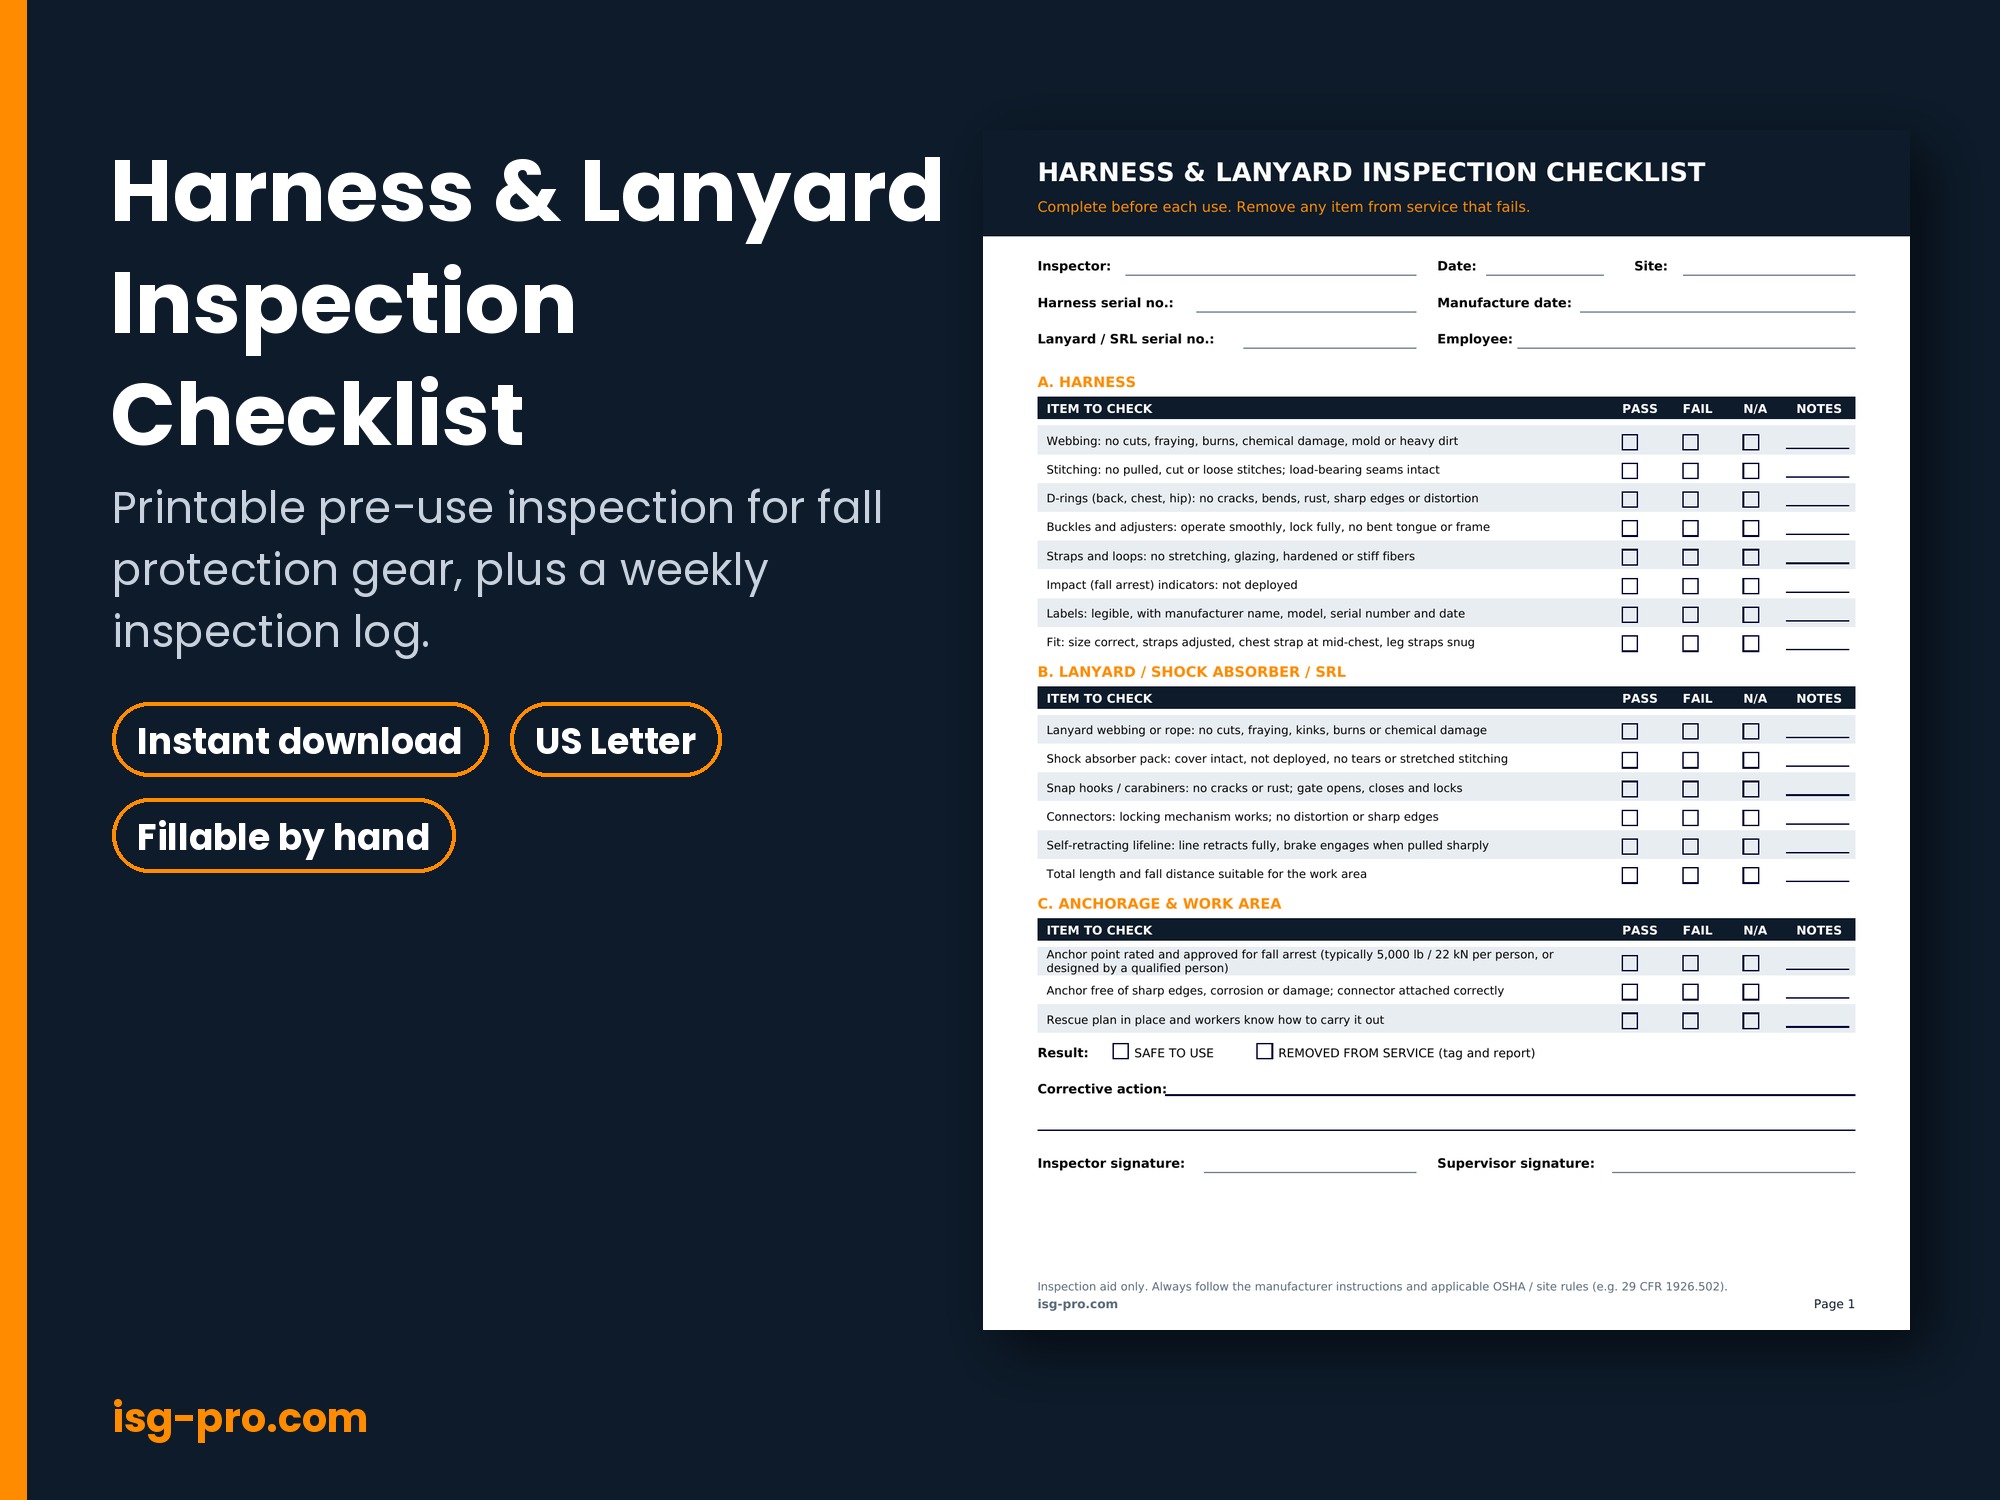 Harness & Lanyard
Inspection
Checklist
Printable pre-use inspection for fall
protection gear, plus a weekly
inspection log.
Instant download
US Letter
Fillable by hand
isg-pro.com
HARNESS & LANYARD INSPECTION CHECKLIST
Complete before each use. Remove any item from service that fails.
Inspector: Date: Site:
Harness serial no.: Manufacture date:
Lanyard / SRL serial no.: Employee:
A. HARNESS
ITEM TO CHECK PASS FAIL N/A NOTES
Webbing: no cuts, fraying, burns, chemical damage, mold or heavy dirt
Stitching: no pulled, cut or loose stitches; load-bearing seams intact
D-rings (back, chest, hip): no cracks, bends, rust, sharp edges or distortion
Buckles and adjusters: operate smoothly, lock fully, no bent tongue or frame
Straps and loops: no stretching, glazing, hardened or stiff fibers
Impact (fall arrest) indicators: not deployed
Labels: legible, with manufacturer name, model, serial number and date
Fit: size correct, straps adjusted, chest strap at mid-chest, leg straps snug
B. LANYARD / SHOCK ABSORBER / SRL
ITEM TO CHECK PASS FAIL N/A NOTES
Lanyard webbing or rope: no cuts, fraying, kinks, burns or chemical damage
Shock absorber pack: cover intact, not deployed, no tears or stretched stitching
Snap hooks / carabiners: no cracks or rust; gate opens, closes and locks
Connectors: locking mechanism works; no distortion or sharp edges
Self-retracting lifeline: line retracts fully, brake engages when pulled sharply
Total length and fall distance suitable for the work area
C. ANCHORAGE & WORK AREA
ITEM TO CHECK PASS FAIL N/A NOTES
Anchor point rated and approved for fall arrest (typically 5,000 lb / 22 kN per person, or
designed by a qualified person)
Anchor free of sharp edges, corrosion or damage; connector attached correctly
Rescue plan in place and workers know how to carry it out
Result: SAFE TO USE REMOVED FROM SERVICE (tag and report)
Corrective action:
Inspector signature: Supervisor signature:
Inspection aid only. Always follow the manufacturer instructions and applicable OSHA / site rules (e.g. 29 CFR 1926.502).
isg-pro.com Page 1